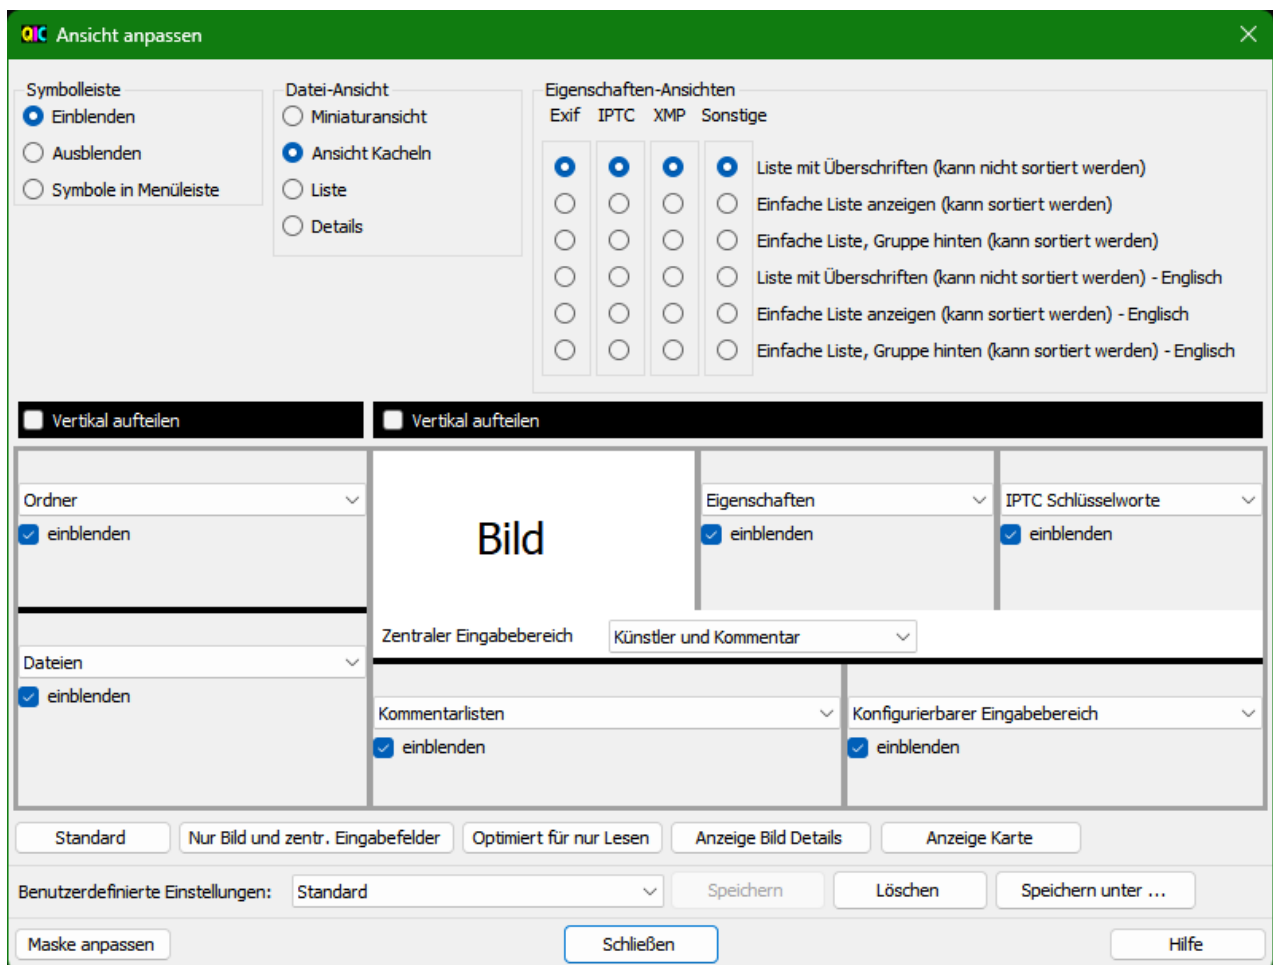 QIC Ansicht anpassen
Symbolleiste
Einblenden
Ausblenden
Symbole in Menüleiste
Datei-Ansicht
Miniaturansicht
Ansicht Kacheln
Liste
Details
Eigenschaften-Ansichten
Exif IPTC XMP Sonstige
Liste mit Überschriften (kann nicht sortiert werden)
Einfache Liste anzeigen (kann sortiert werden)
Einfache Liste, Gruppe hinten (kann sortiert werden)
Liste mit Überschriften (kann nicht sortiert werden) - Englisch
Einfache Liste anzeigen (kann sortiert werden) - Englisch
Einfache Liste, Gruppe hinten (kann sortiert werden) - Englisch
Vertikal aufteilen
Vertikal aufteilen
Ordner
einblenden
Dateien
einblenden
Bild
Eigenschaften
einblenden
IPTC Schlüsselworte
einblenden
Zentraler Eingabebereich Künstler und Kommentar
Kommentarlisten
einblenden
Konfigurierbarer Eingabebereich
einblenden
Standard Nur Bild und zentr. Eingabefelder Optimiert für nur Lesen Anzeige Bild Details Anzeige Karte
Benutzerdefinierte Einstellungen: Standard Speichern Löschen Speichern unter ...
Maske anpassen Schließen Hilfe